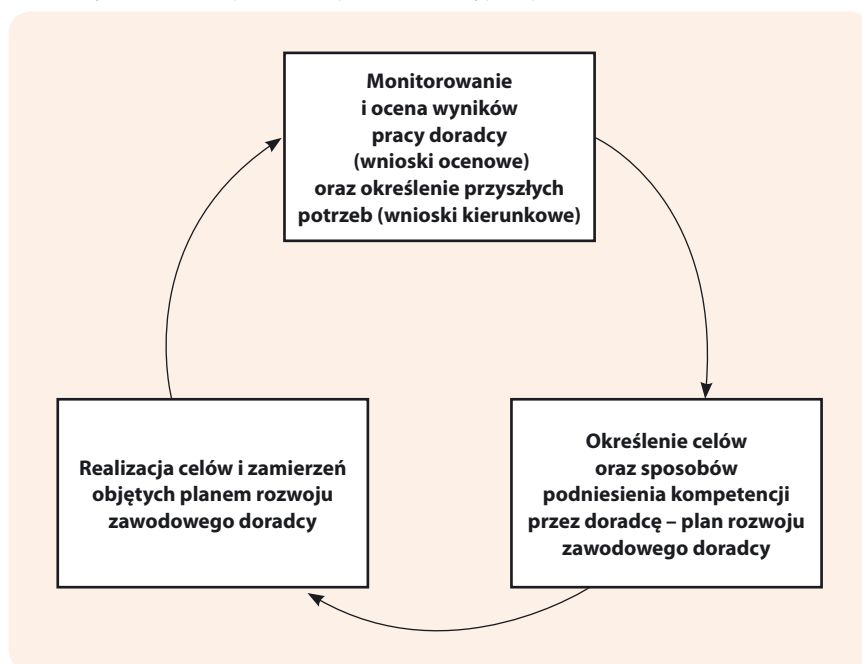 Monitorowanie
i ocena wyników
pracy doradcy
(wnioski ocenowe)
oraz określenie przyszłych
potrzeb (wnioski kierunkowe)
Realizacja celów i zamierzeń
objętych planem rozwoju
zawodowego doradcy
Określenie celów
oraz sposobów
podniesienia kompetencji
przez doradcę – plan rozwoju
zawodowego doradcy